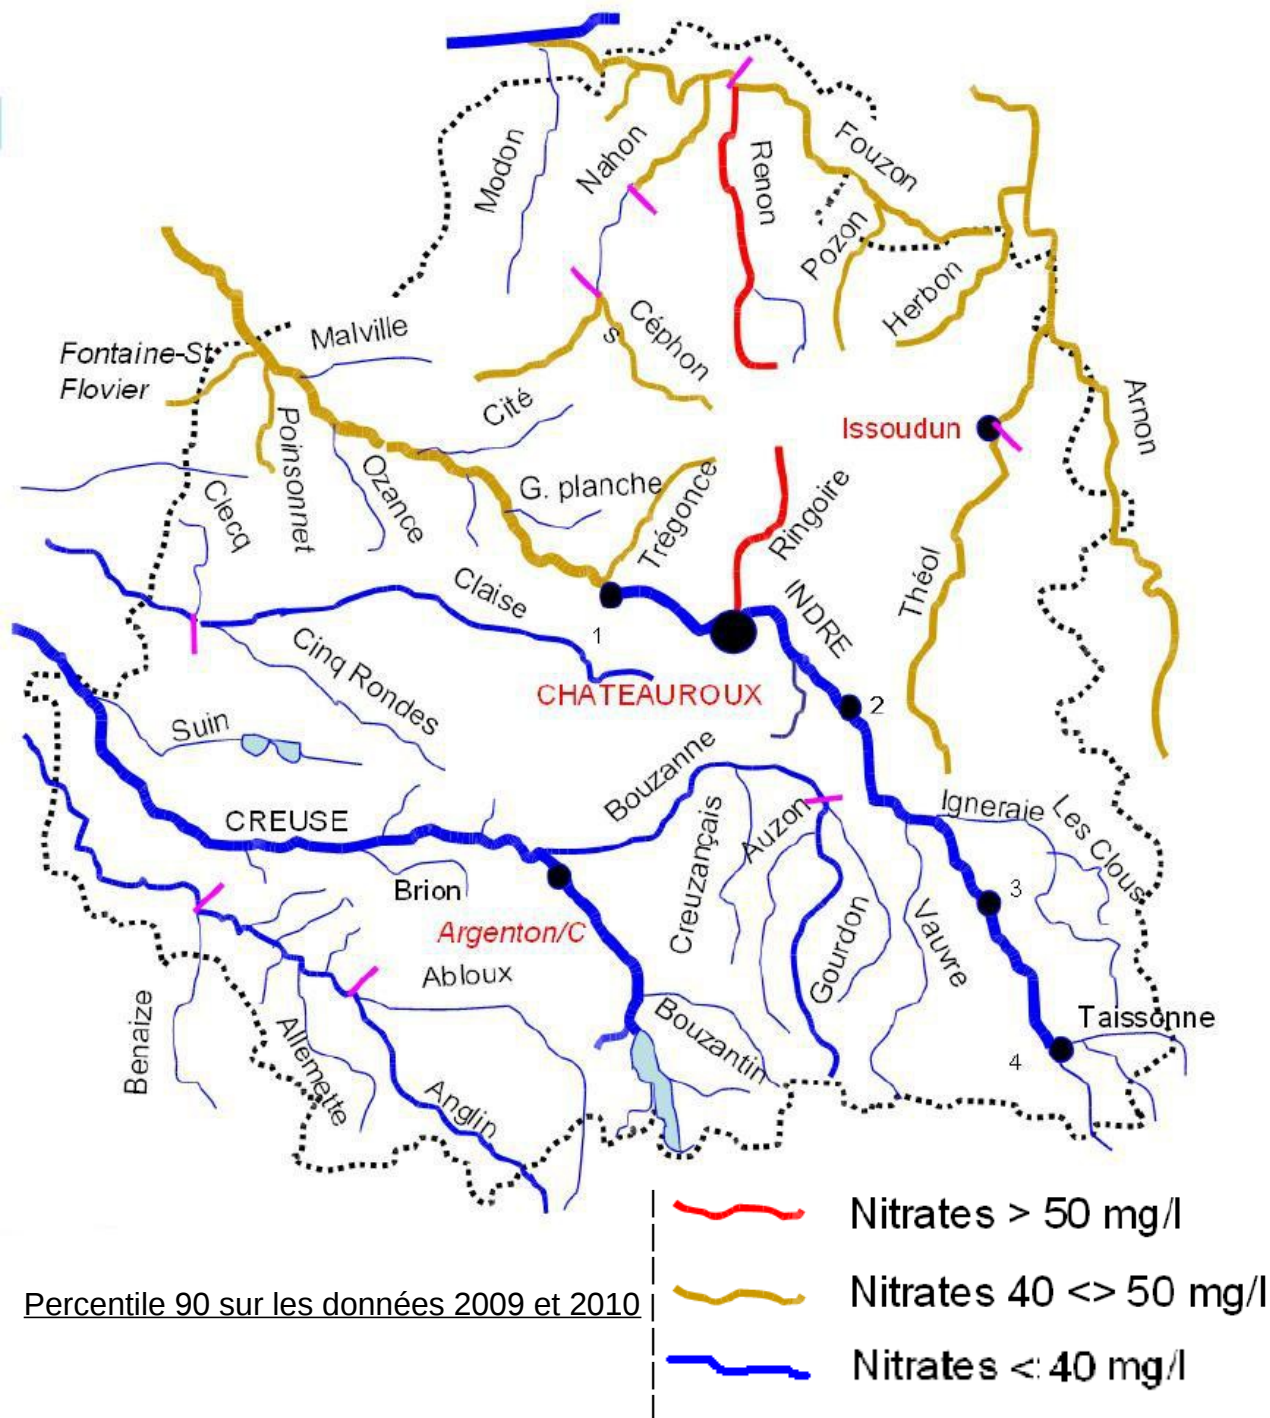 Modon
Nahon
Renon
Fouzon
Pozon
Herbon
Malville
Fontaine-St
Flovier
S
Céphon
Cité
Arnon
Issoudun
Poinsonnet
Ozance
Clecq
G. planche
Trégonce
Ringoire
Théol
Claise
INDRE
1
Cinq Rondes
CHATEAUROUX
2
Suin
Bouzanne
CREUSE
Creuzançais
Auzon
Igneraie
Les Clous
Brion
3
Argenton/C
Gourdon
Vauvre
Abloux
Benaize
Allemette
Bouzantin
Taissonne
4
Anglin
Nitrates > 50 mg/l
Nitrates 40 <> 50 mg/l
Percentile 90 sur les données 2009 et 2010
Nitrates < 40 mg/l